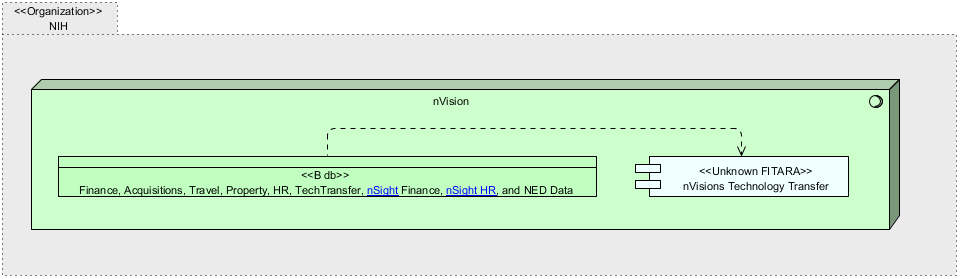 <<Organization>>
NIH
nVision
<<B db>>
Finance, Acquisitions, Travel, Property, HR, TechTransfer, nSight Finance, nSight HR, and NED Data
<<Unknown FITARA>>
nVisions Technology Transfer